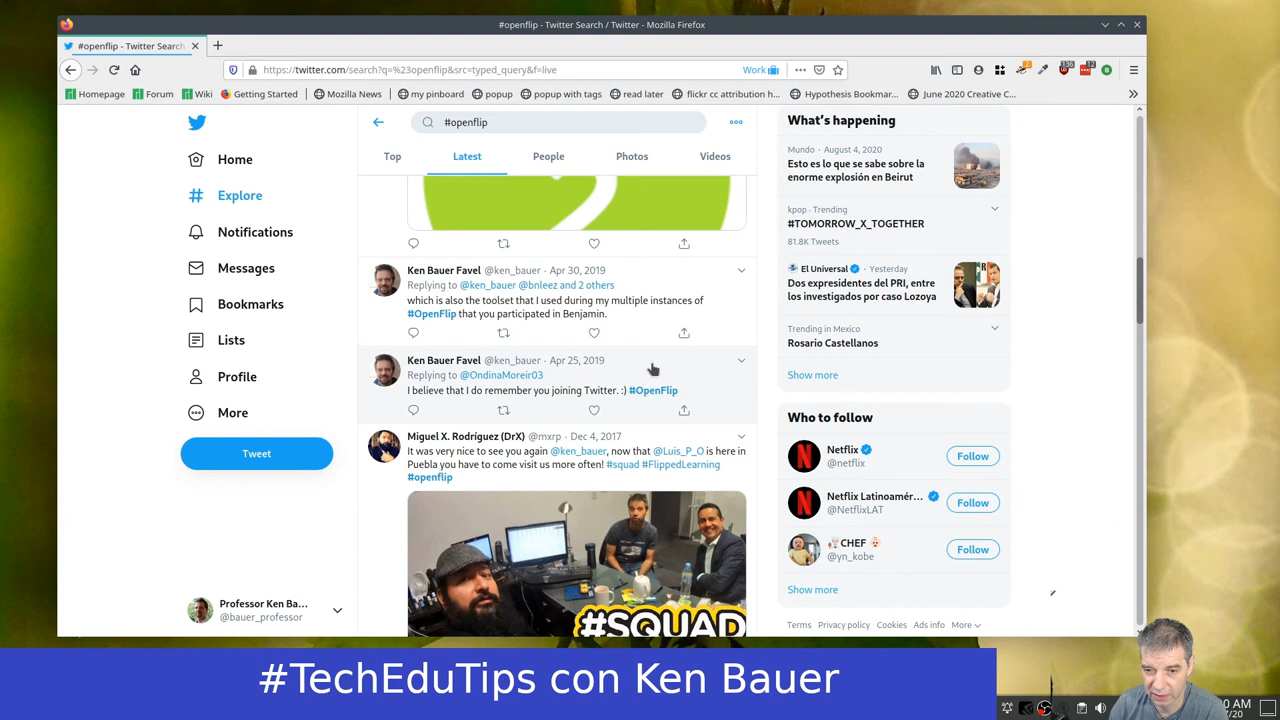 #openflip - Twitter Search / Twitter - Mozilla Firefox
#openflip - Twitter Search
https://twitter.com/search?q=%23openflip&src=typed_query&f=live
Work
Homepage Forum Wiki Getting Started Mozilla News my pinboard popup popup with tags read later flickr cc attribution h... Hypothesis Bookmar... June 2020 Creative C...
Home
Explore
Notifications
Messages
Bookmarks
Lists
Profile
More
Tweet
Professor Ken Ba...
@bauer_professor
#openflip
Top Latest People Photos Videos
Ken Bauer Favel @ken_bauer · Apr 30, 2019
Replying to @ken_bauer @bnleez and 2 others
which is also the toolset that I used during my multiple instances of
#OpenFlip that you participated in Benjamin.
Ken Bauer Favel @ken_bauer · Apr 25, 2019
Replying to @OndinaMoreir03
I believe that I do remember you joining Twitter. :) #OpenFlip
Miguel X. Rodríguez (DrX) @mxrp · Dec 4, 2017
It was very nice to see you again @ken_bauer, now that @Luis_P_O is here in
Puebla you have to come visit us more often! #squad #FlippedLearning
#openflip
#SQUAD
What's happening
Mundo · August 4, 2020
Esto es lo que se sabe sobre la
enorme explosión en Beirut
kpop · Trending
#TOMORROW_X_TOGETHER
81.8K Tweets
El Universal · Yesterday
Dos expresidentes del PRI, entre
los investigados por caso Lozoya
Trending in Mexico
Rosario Castellanos
Show more
Who to follow
Netflix
@netflix
Follow
Netflix Latinoamér...
@NetflixLAT
Follow
CHEF
@yn_kobe
Follow
Show more
Terms Privacy policy Cookies Ads info More
#TechEduTips con Ken Bauer